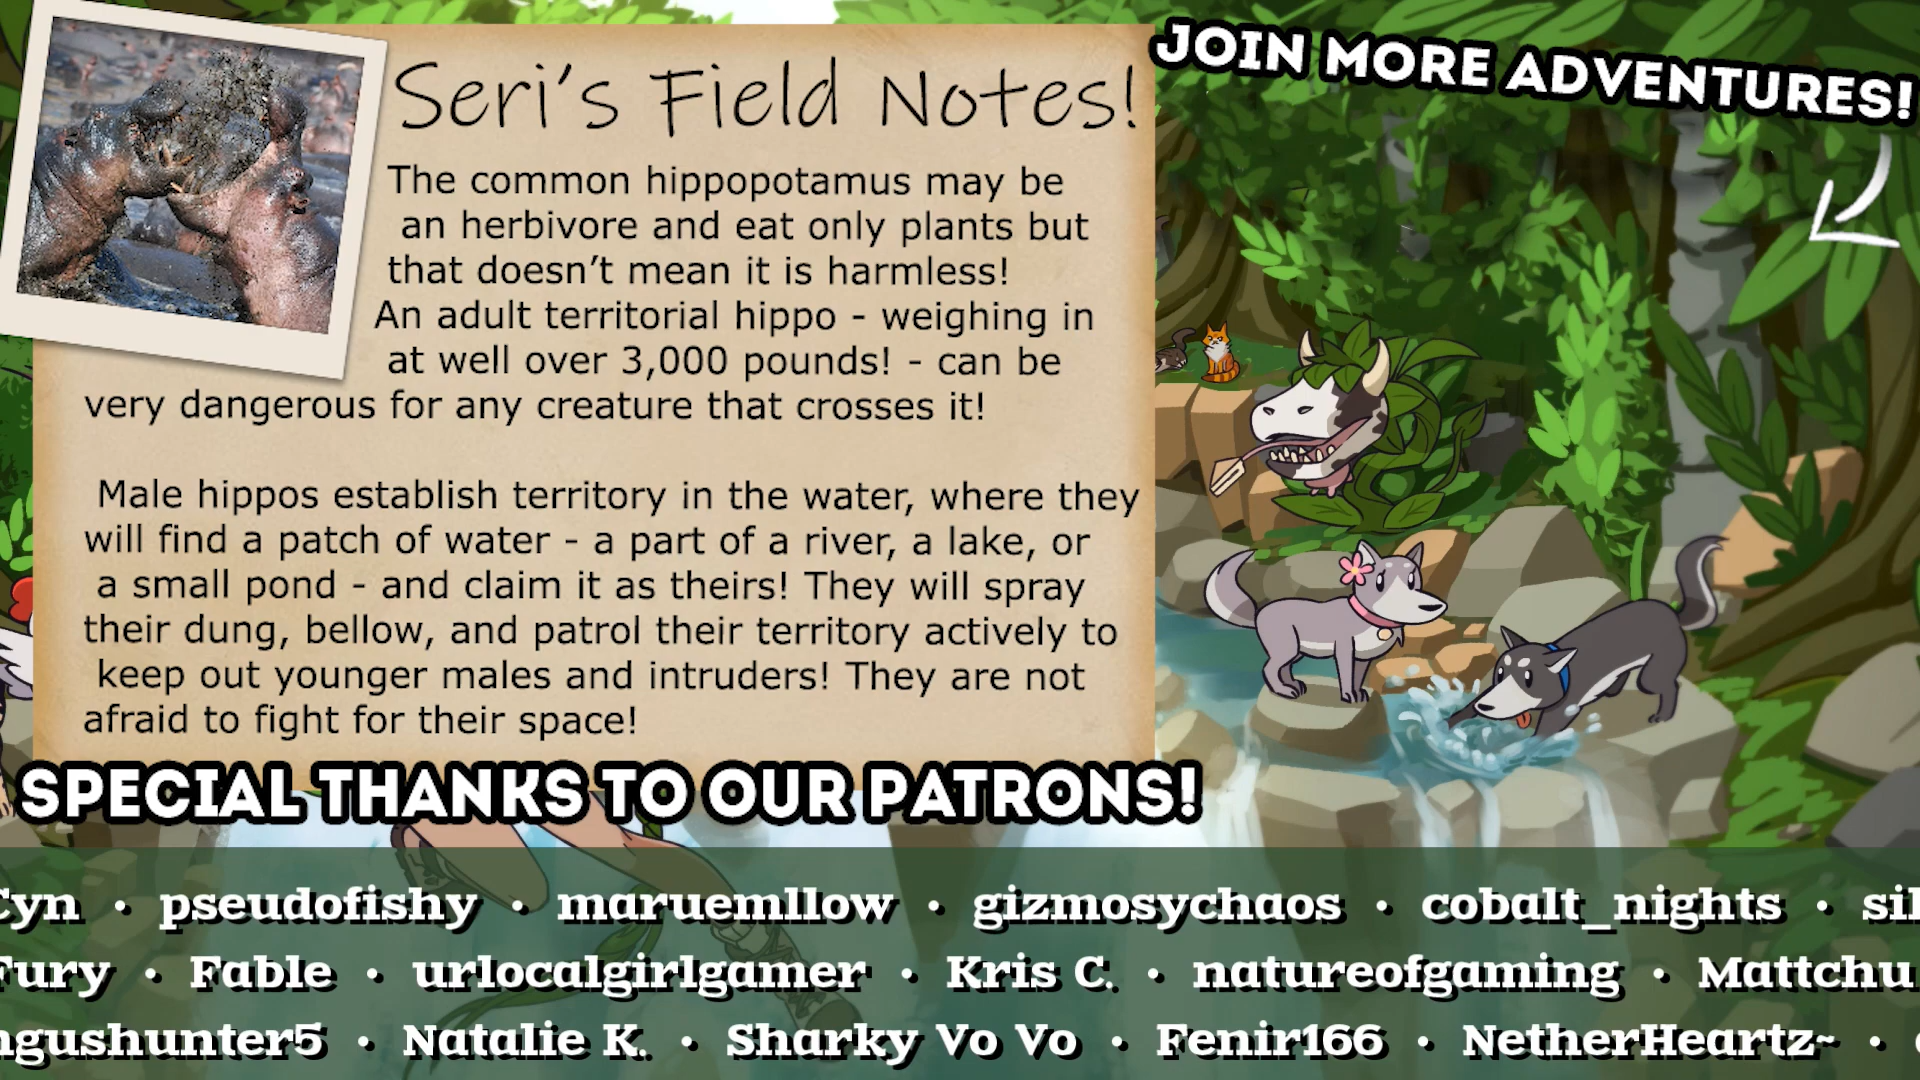 Seri's Field Notes!
JOIN MORE ADVENTURES!
The common hippopotamus may be
an herbivore and eat only plants but
that doesn't mean it is harmless!
An adult territorial hippo - weighing in
at well over 3,000 pounds! - can be
very dangerous for any creature that crosses it!
Male hippos establish territory in the water, where they
will find a patch of water - a part of a river, a lake, or
a small pond - and claim it as theirs! They will spray
their dung, bellow, and patrol their territory actively to
keep out younger males and intruders! They are not
afraid to fight for their space!
SPECIAL THANKS TO OUR PATRONS!
Cyn • pseudofishy • maruemllow • gizmosychaos • cobalt_nights •
Fury • Fable • urlocalgirlgamer • Kris C. • natureofgaming • Mattchu
ngushunter5 • Natalie K. • Sharky Vo Vo • Fenir166 • NetherHeartz~ •